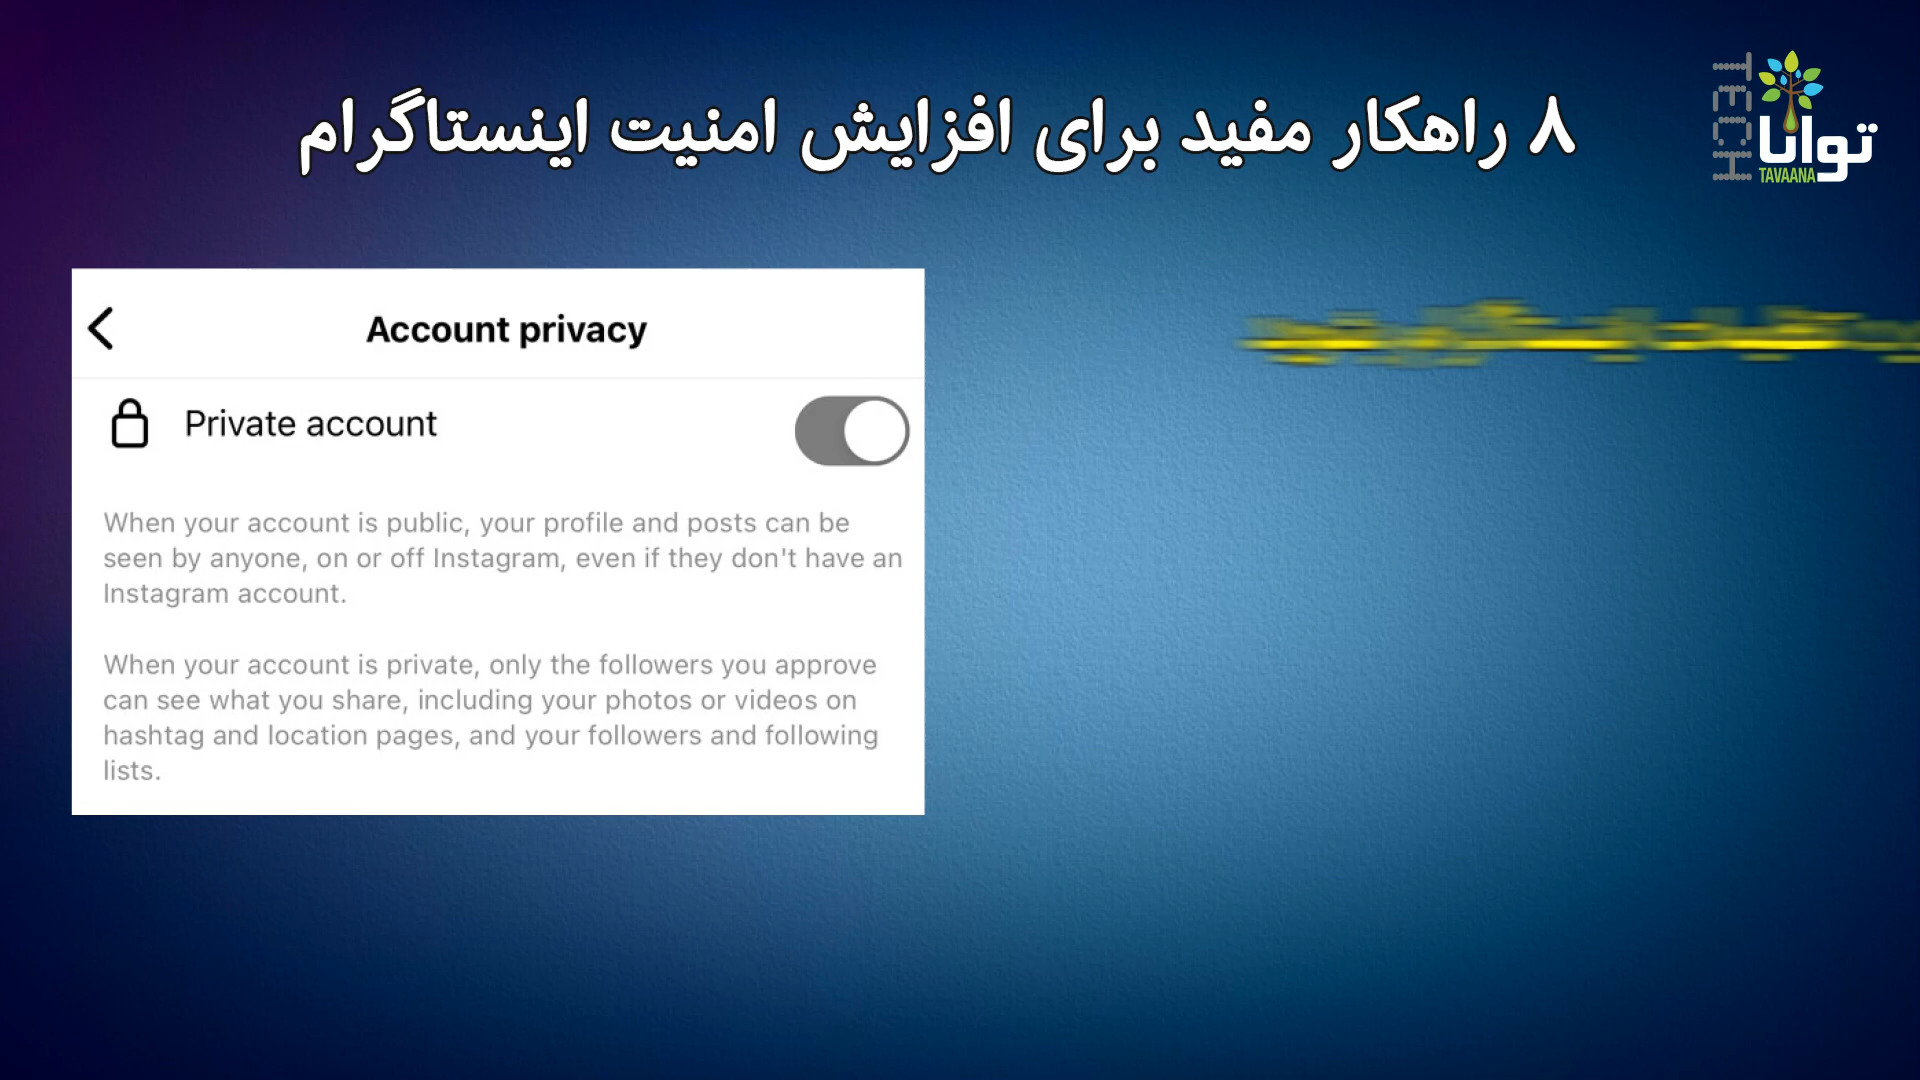 ۸ راهکار مفید برای افزایش امنیت اینستاگرام
TECH
توانا
TAVAANA
Account privacy
Private account
When your account is public, your profile and posts can be
seen by anyone, on or off Instagram, even if they don't have an
Instagram account.
When your account is private, only the followers you approve
can see what you share, including your photos or videos on
hashtag and location pages, and your followers and following
lists.